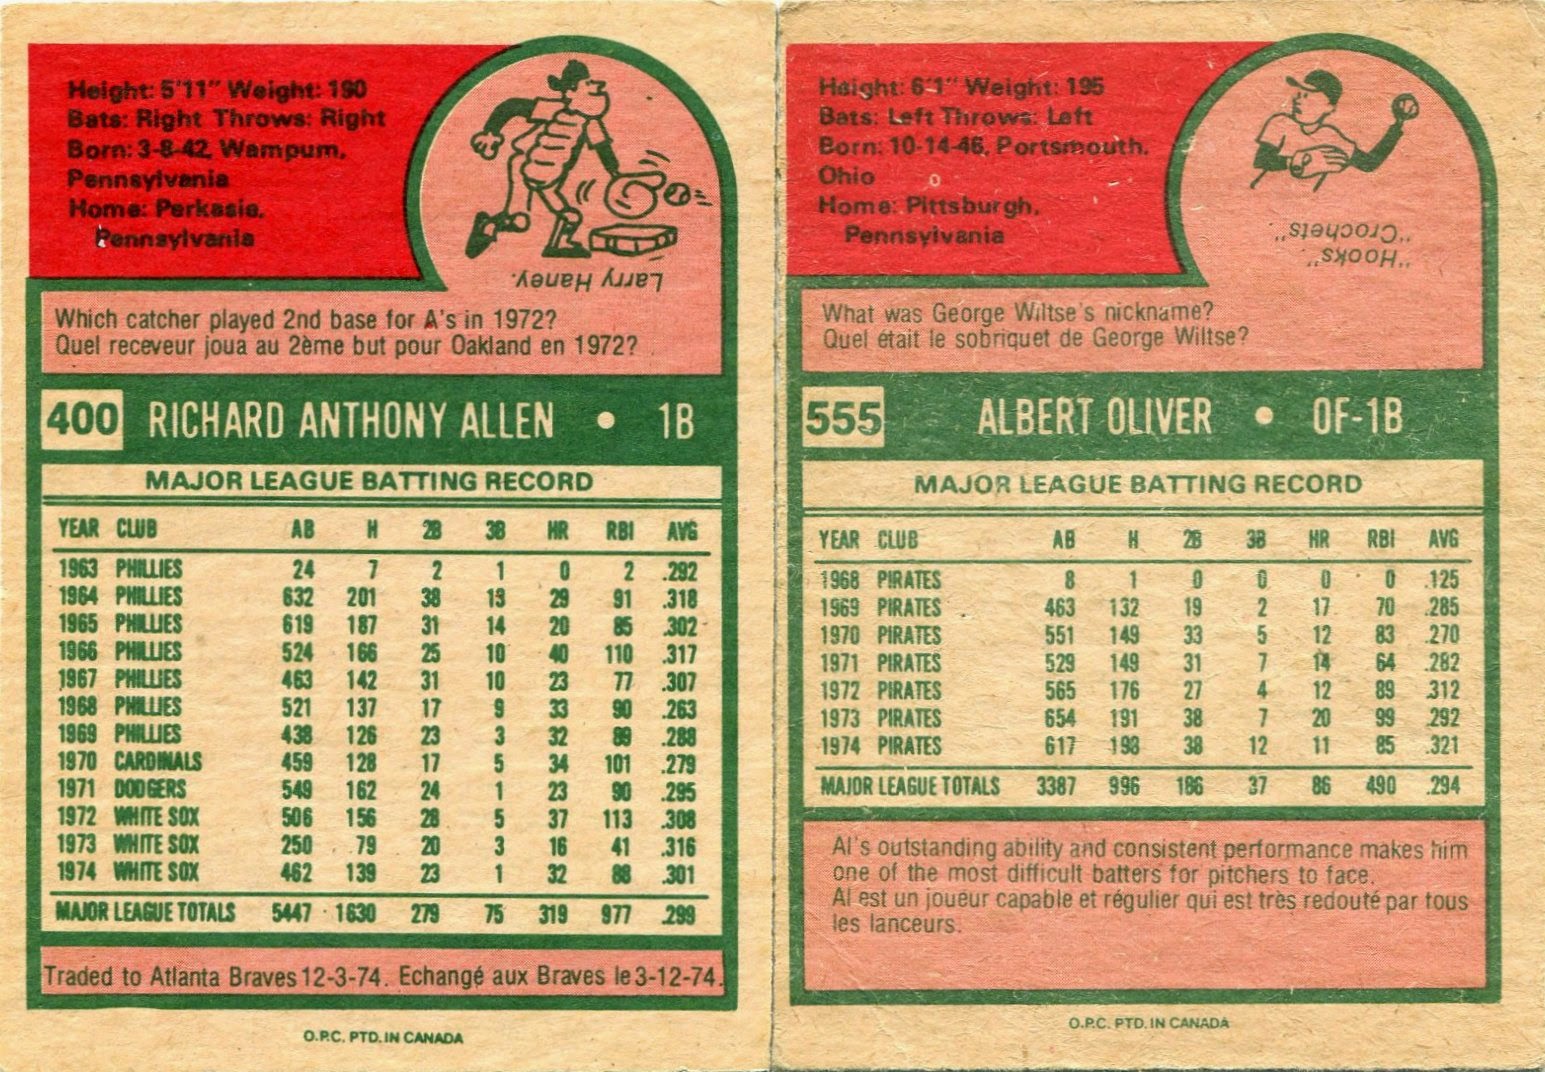 Height: 5'11" Weight: 190
Bats: Right Throws: Right
Born: 3-8-42, Wampum,
Pennsylvania
Home: Perkasie,
Pennsylvania
Larry Haney.
Which catcher played 2nd base for A's in 1972?
Quel receveur joua au 2ème but pour Oakland en 1972?
400 RICHARD ANTHONY ALLEN • 1B
MAJOR LEAGUE BATTING RECORD
YEAR CLUB AB H 2B 3B HR RBI AVG
1963 PHILLIES 24 7 2 1 0 2 .292
1964 PHILLIES 632 201 38 13 29 91 .318
1965 PHILLIES 619 187 31 14 20 85 .302
1966 PHILLIES 524 166 25 10 40 110 .317
1967 PHILLIES 463 142 31 10 23 77 .307
1968 PHILLIES 521 137 17 9 33 90 .263
1969 PHILLIES 438 126 23 3 32 89 .288
1970 CARDINALS 459 128 17 5 34 101 .279
1971 DODGERS 549 162 24 1 23 90 .295
1972 WHITE SOX 506 156 28 5 37 113 .308
1973 WHITE SOX 250 79 20 3 16 41 .316
1974 WHITE SOX 462 139 23 1 32 88 .301
MAJOR LEAGUE TOTALS 5447 1630 279 75 319 977 .299
Traded to Atlanta Braves 12-3-74. Echangé aux Braves le 3-12-74.
O.P.C. PTD. IN CANADA
Height: 6'1" Weight: 195
Bats: Left Throws: Left
Born: 10-14-46, Portsmouth,
Ohio
Home: Pittsburgh,
Pennsylvania
"Hooks"
"Crochets"
What was George Wiltse's nickname?
Quel était le sobriquet de George Wiltse?
555 ALBERT OLIVER • OF-1B
MAJOR LEAGUE BATTING RECORD
YEAR CLUB AB H 2B 3B HR RBI AVG
1968 PIRATES 8 1 0 0 0 0 .125
1969 PIRATES 463 132 19 2 17 70 .285
1970 PIRATES 551 149 33 5 12 83 .270
1971 PIRATES 529 149 31 7 14 64 .282
1972 PIRATES 565 176 27 4 12 89 .312
1973 PIRATES 654 191 38 7 20 99 .292
1974 PIRATES 617 198 38 12 11 85 .321
MAJOR LEAGUE TOTALS 3387 996 186 37 86 490 .294
Al's outstanding ability and consistent performance makes him
one of the most difficult batters for pitchers to face.
Al est un joueur capable et régulier qui est très redouté par tous
les lanceurs.
O.P.C. PTD. IN CANADA